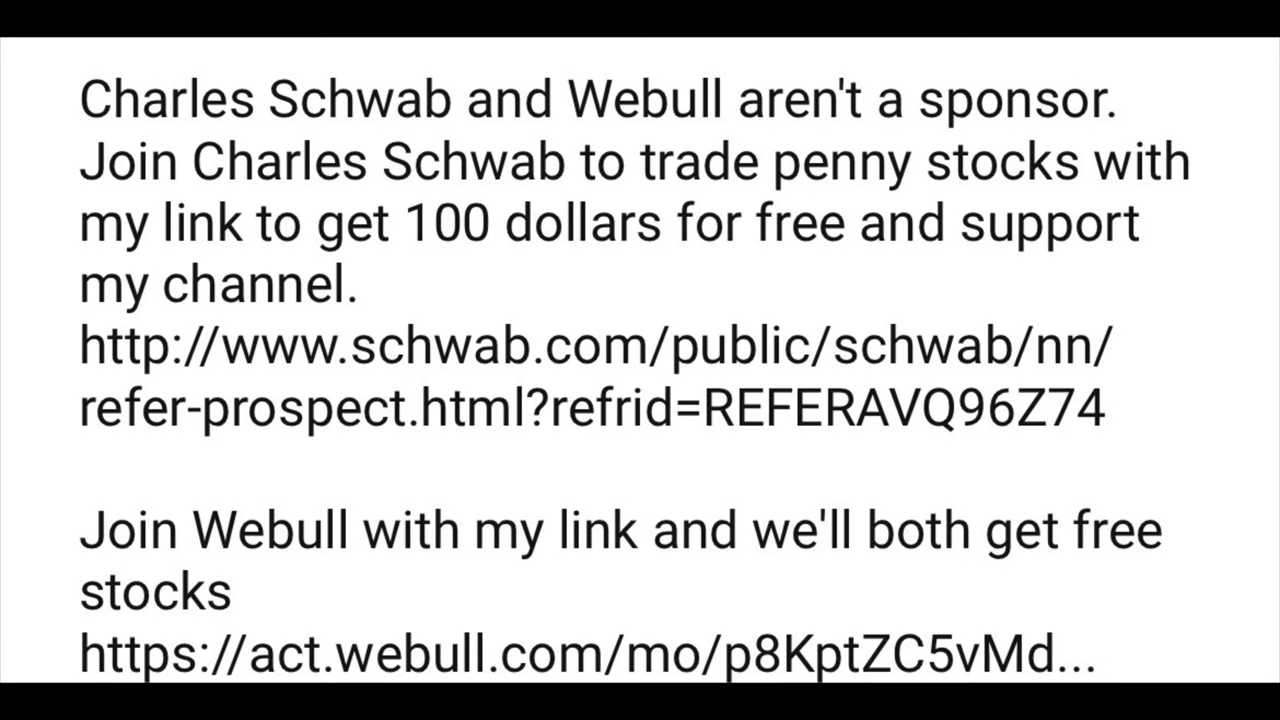 Charles Schwab and Webull aren't a sponsor.
Join Charles Schwab to trade penny stocks with
my link to get 100 dollars for free and support
my channel.
http://www.schwab.com/public/schwab/nn/
refer-prospect.html?refrid=REFERAVQ96Z74
Join Webull with my link and we'll both get free
stocks
https://act.webull.com/mo/p8KptZC5vMd...